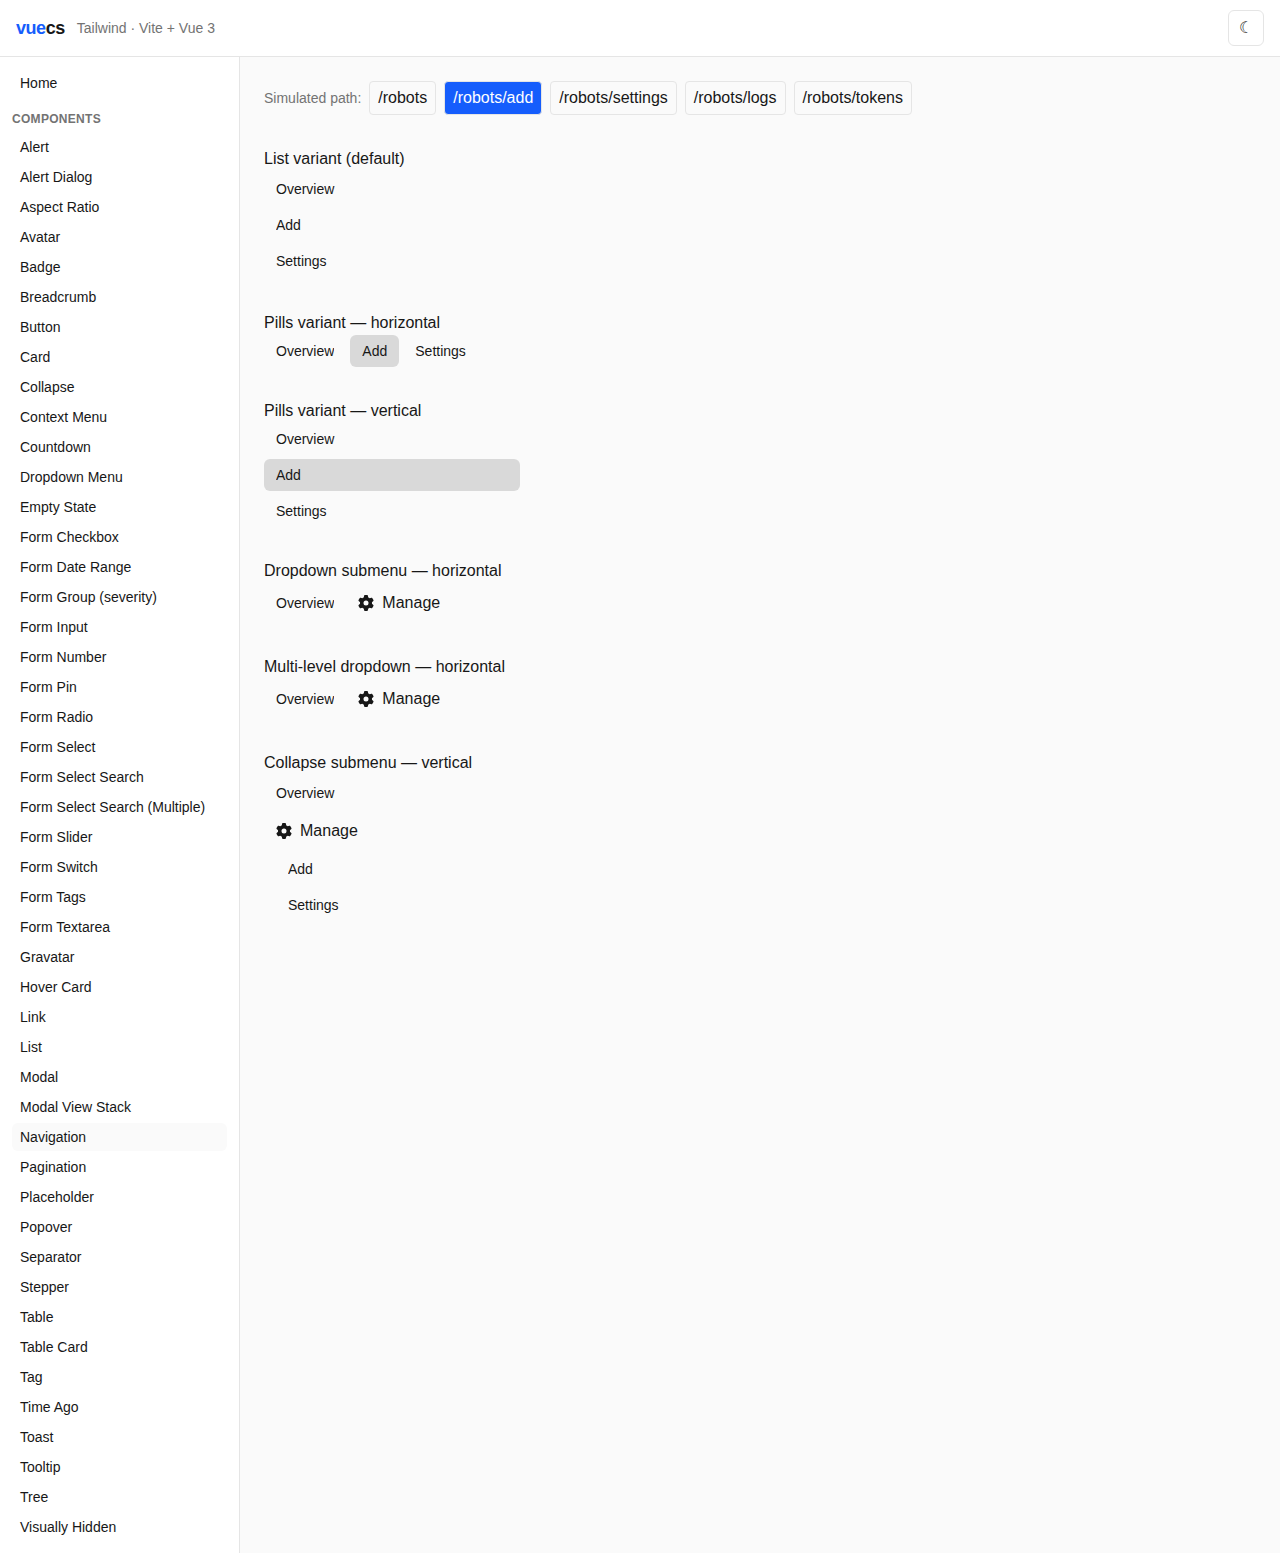 vuecs Tailwind · Vite + Vue 3
Home
COMPONENTS
Alert
Alert Dialog
Aspect Ratio
Avatar
Badge
Breadcrumb
Button
Card
Collapse
Context Menu
Countdown
Dropdown Menu
Empty State
Form Checkbox
Form Date Range
Form Group (severity)
Form Input
Form Number
Form Pin
Form Radio
Form Select
Form Select Search
Form Select Search (Multiple)
Form Slider
Form Switch
Form Tags
Form Textarea
Gravatar
Hover Card
Link
List
Modal
Modal View Stack
Navigation
Pagination
Placeholder
Popover
Separator
Stepper
Table
Table Card
Tag
Time Ago
Toast
Tooltip
Tree
Visually Hidden
Simulated path: /robots /robots/add /robots/settings /robots/logs /robots/tokens
List variant (default)
Overview
Add
Settings
Pills variant — horizontal
Overview Add Settings
Pills variant — vertical
Overview
Add
Settings
Dropdown submenu — horizontal
Overview Manage
Multi-level dropdown — horizontal
Overview Manage
Collapse submenu — vertical
Overview
Manage
Add
Settings